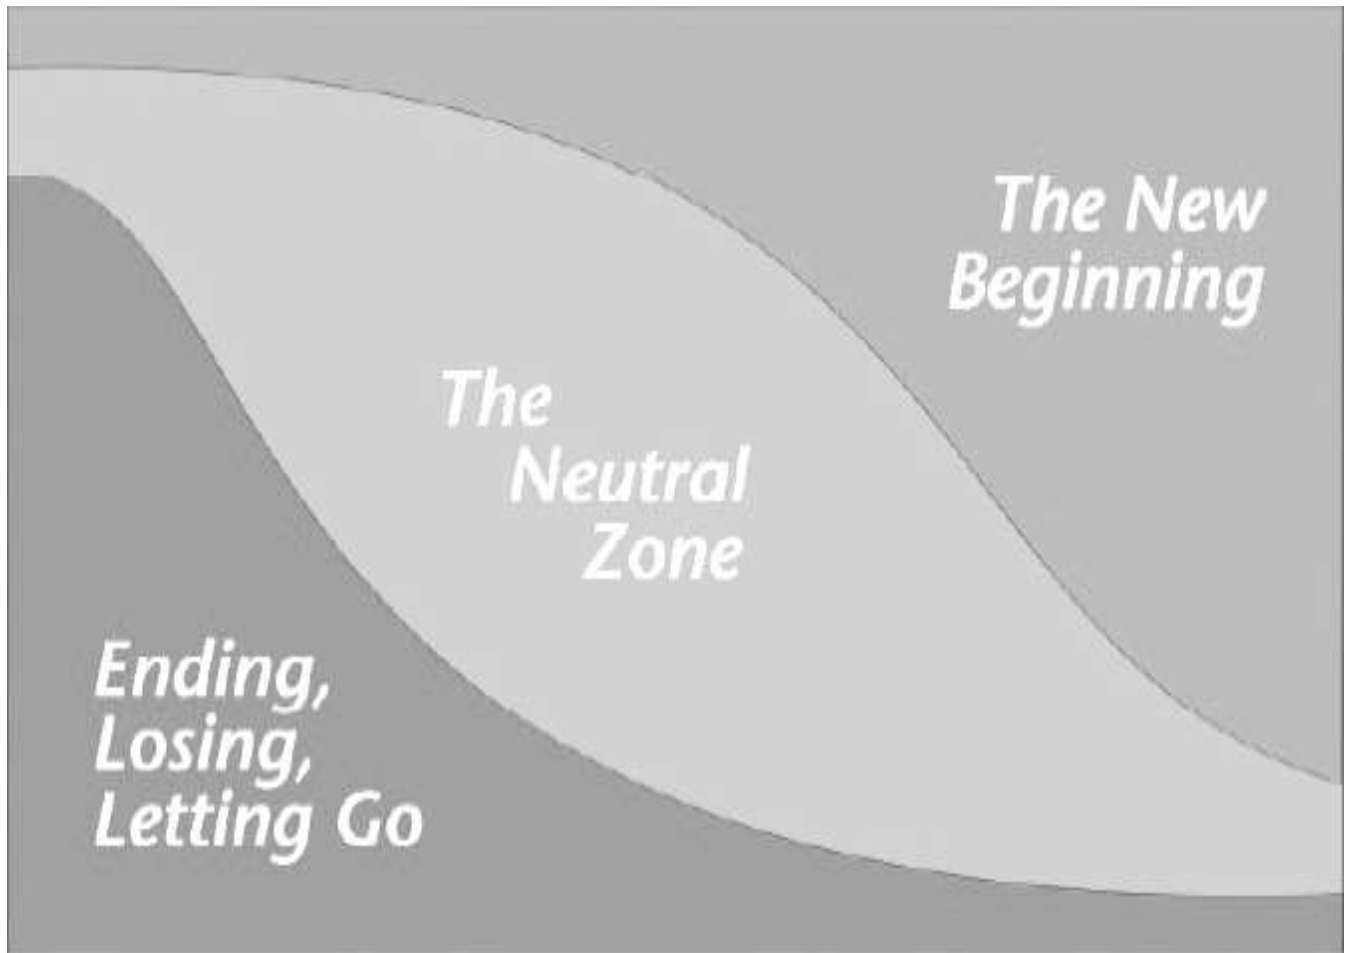 The New
Beginning
The
Neutral
Zone
Ending,
Losing,
Letting Go